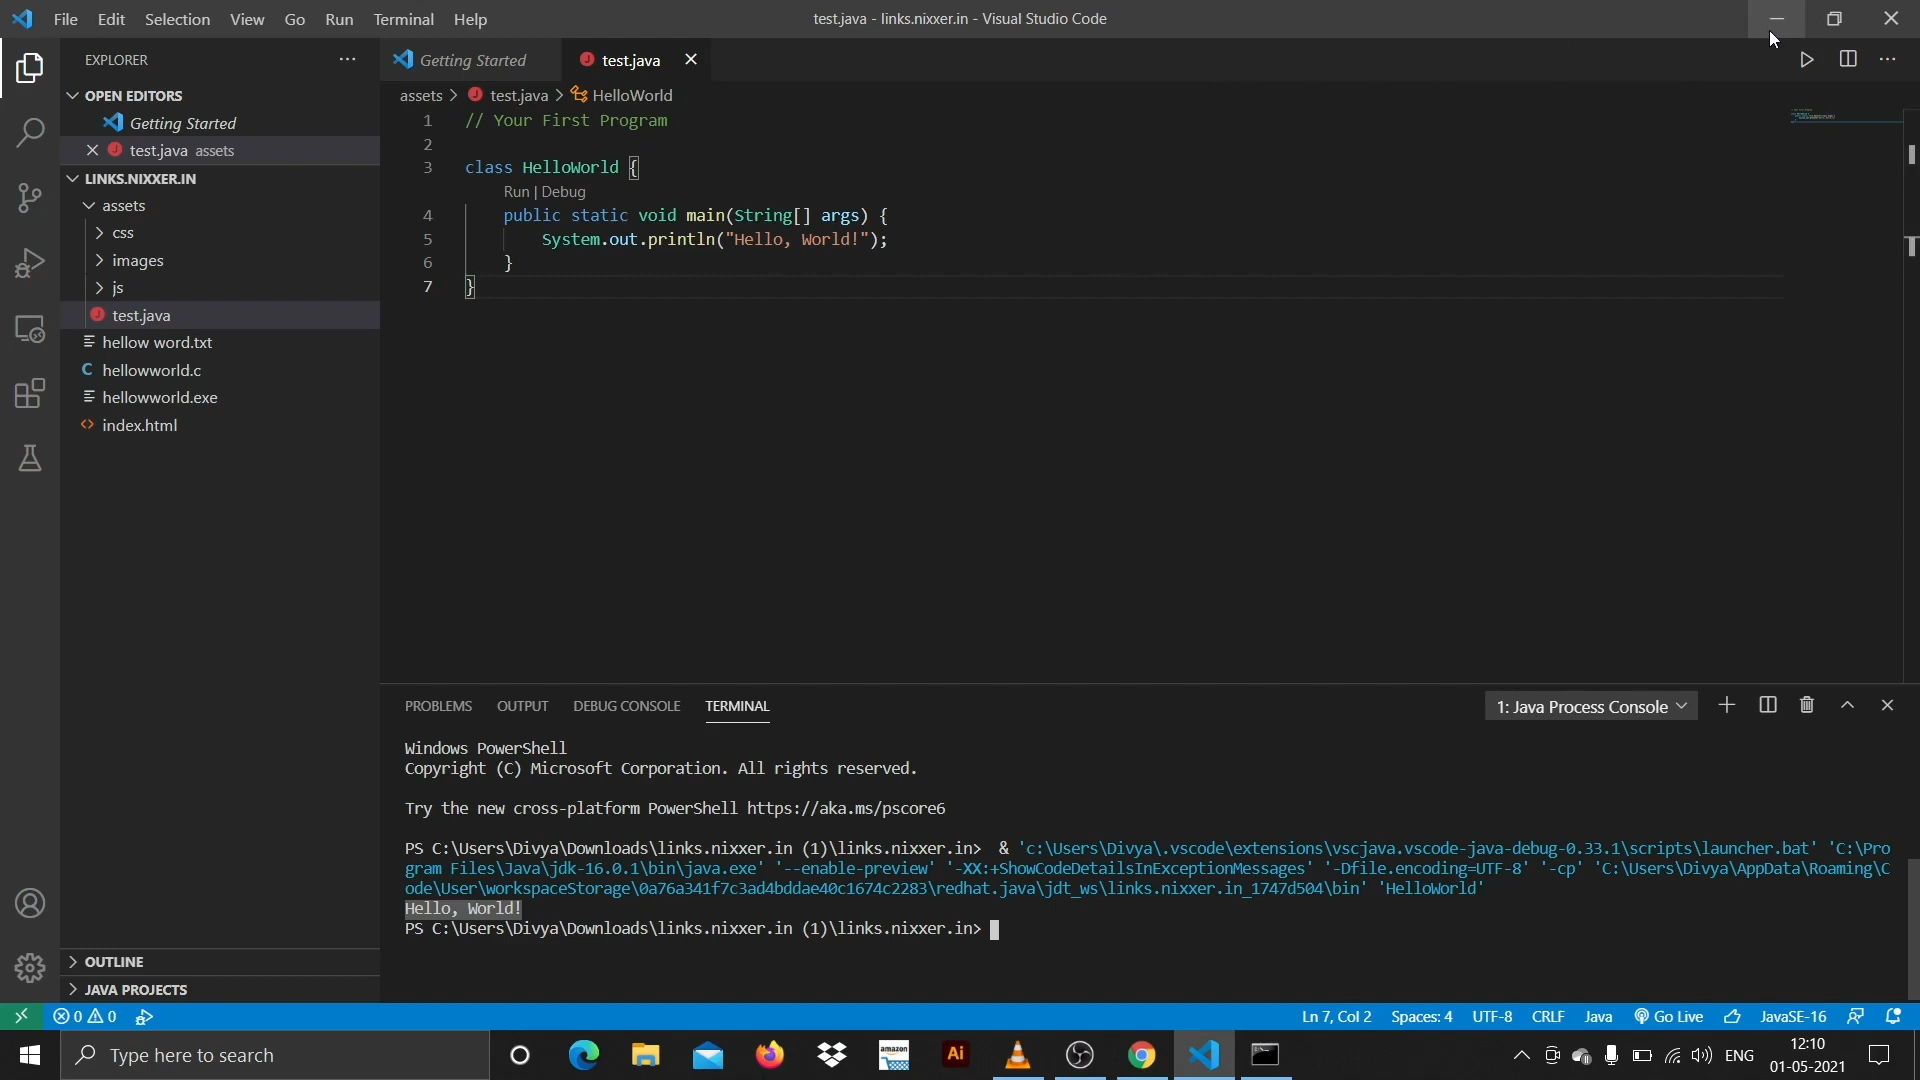 File Edit Selection View Go Run Terminal Help
test.java - links.nixxer.in - Visual Studio Code
EXPLORER
OPEN EDITORS
Getting Started
test.java assets
LINKS.NIXXER.IN
assets
css
images
js
test.java
hellow word.txt
hellowworld.c
hellowworld.exe
index.html
OUTLINE
JAVA PROJECTS
Getting Started test.java
assets > test.java > HelloWorld
1 // Your First Program
2
3 class HelloWorld {
Run | Debug
4 public static void main(String[] args) {
5 System.out.println("Hello, World!");
6 }
7 }
PROBLEMS OUTPUT DEBUG CONSOLE TERMINAL
1: Java Process Console
Windows PowerShell
Copyright (C) Microsoft Corporation. All rights reserved.
Try the new cross-platform PowerShell https://aka.ms/pscore6
PS C:\Users\Divya\Downloads\links.nixxer.in (1)\links.nixxer.in> & 'c:\Users\Divya\.vscode\extensions\vscjava.vscode-java-debug-0.33.1\scripts\launcher.bat' 'C:\Pro
gram Files\Java\jdk-16.0.1\bin\java.exe' '--enable-preview' '-XX:+ShowCodeDetailsInExceptionMessages' '-Dfile.encoding=UTF-8' '-cp' 'C:\Users\Divya\AppData\Roaming\C
ode\User\workspaceStorage\0a76a341f7c3ad4bddae40c1674c2283\redhat.java\jdt_ws\links.nixxer.in_1747d504\bin' 'HelloWorld'
Hello, World!
PS C:\Users\Divya\Downloads\links.nixxer.in (1)\links.nixxer.in>
0 0
Ln 7, Col 2 Spaces: 4 UTF-8 CRLF Java Go Live JavaSE-16
Type here to search
amazon
Ai
ENG
12:10
01-05-2021